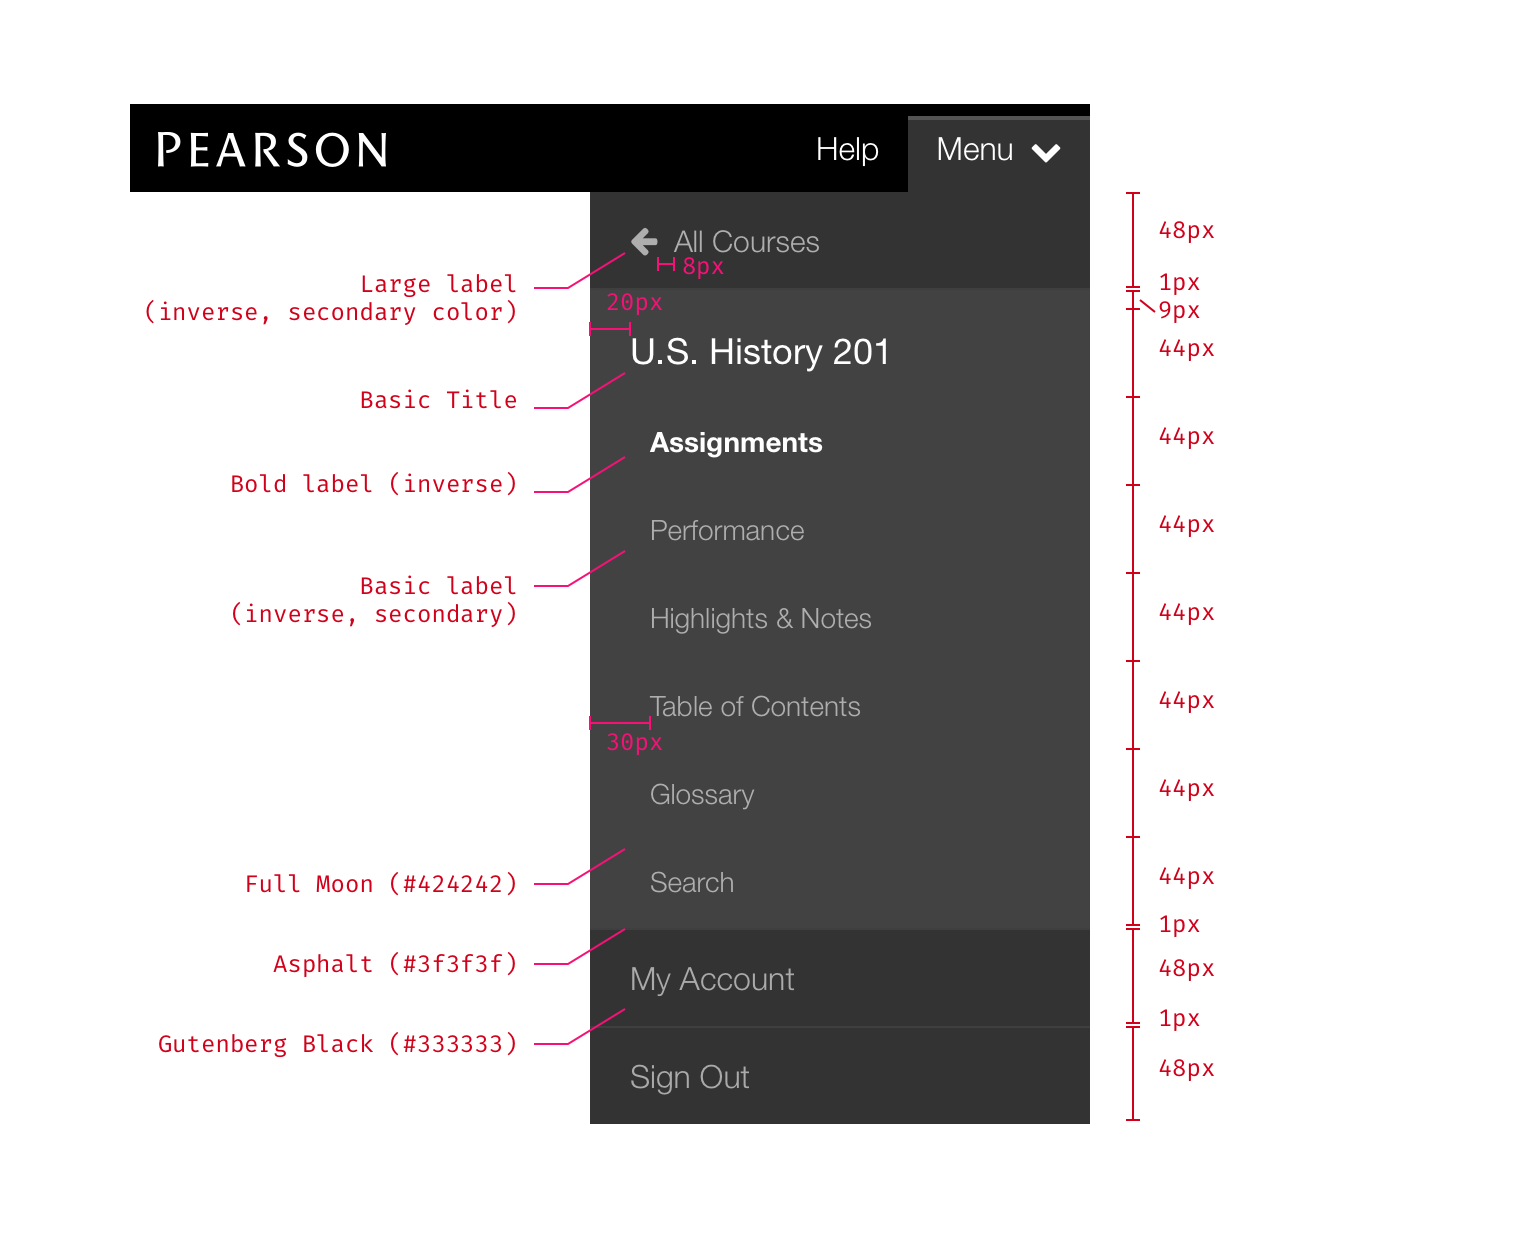 PEARSON
Help
Menu
All Courses
8px
48px
Large label
(inverse, secondary color)
1px
20px
9px
U.S. History 201
44px
Basic Title
Assignments
44px
Bold label (inverse)
Performance
44px
Basic label
(inverse, secondary)
Highlights & Notes
44px
Table of Contents
44px
30px
Glossary
44px
Full Moon (#424242)
Search
44px
1px
Asphalt (#3f3f3f)
My Account
48px
Gutenberg Black (#333333)
1px
Sign Out
48px